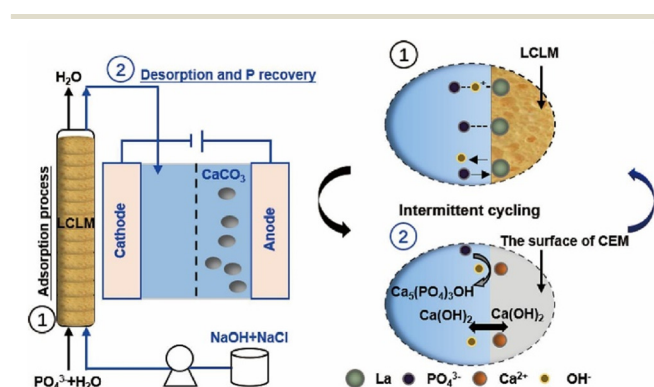 H₂O
②
Desorption and P recovery
Adsorption process
LCLM
①
Cathode
CaCO₃
Anode
NaOH+NaCl
PO₄³⁻+H₂O
①
LCLM
+
Intermittent cycling
②
The surface of CEM
Ca₅(PO₄)₃OH
Ca(OH)₂
Ca(OH)₂
La
PO₄³⁻
Ca²⁺
OH⁻